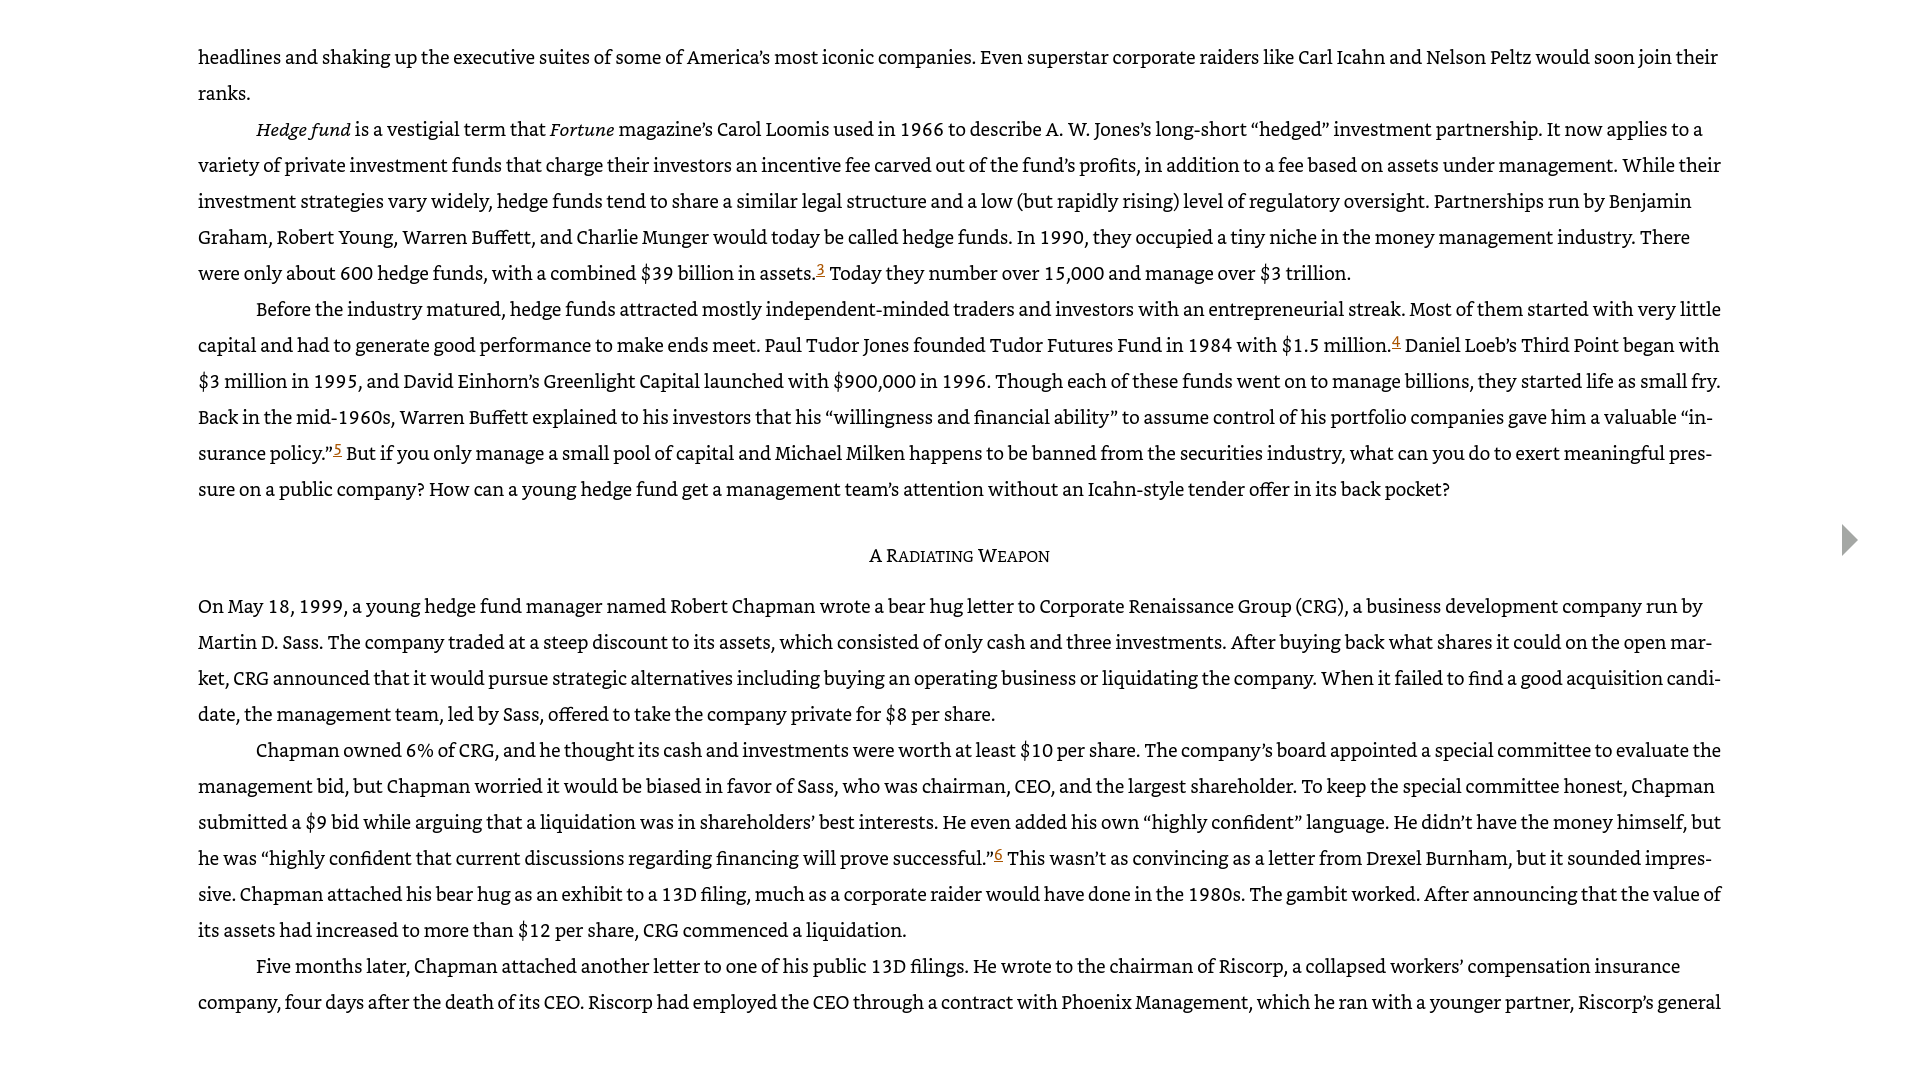 headlines and shaking up the executive suites of some of America’s most iconic companies. Even superstar corporate raiders like Carl Icahn and Nelson Peltz would soon join their
ranks.
Hedge fund is a vestigial term that Fortune magazine’s Carol Loomis used in 1966 to describe A. W. Jones’s long-short “hedged” investment partnership. It now applies to a
variety of private investment funds that charge their investors an incentive fee carved out of the fund’s profits, in addition to a fee based on assets under management. While their
investment strategies vary widely, hedge funds tend to share a similar legal structure and a low (but rapidly rising) level of regulatory oversight. Partnerships run by Benjamin
Graham, Robert Young, Warren Buffett, and Charlie Munger would today be called hedge funds. In 1990, they occupied a tiny niche in the money management industry. There
were only about 600 hedge funds, with a combined $39 billion in assets.3 Today they number over 15,000 and manage over $3 trillion.
Before the industry matured, hedge funds attracted mostly independent-minded traders and investors with an entrepreneurial streak. Most of them started with very little
capital and had to generate good performance to make ends meet. Paul Tudor Jones founded Tudor Futures Fund in 1984 with $1.5 million.4 Daniel Loeb’s Third Point began with
$3 million in 1995, and David Einhorn’s Greenlight Capital launched with $900,000 in 1996. Though each of these funds went on to manage billions, they started life as small fry.
Back in the mid-1960s, Warren Buffett explained to his investors that his “willingness and financial ability” to assume control of his portfolio companies gave him a valuable “in-
surance policy.”5 But if you only manage a small pool of capital and Michael Milken happens to be banned from the securities industry, what can you do to exert meaningful pres-
sure on a public company? How can a young hedge fund get a management team’s attention without an Icahn-style tender offer in its back pocket?
A RADIATING WEAPON
On May 18, 1999, a young hedge fund manager named Robert Chapman wrote a bear hug letter to Corporate Renaissance Group (CRG), a business development company run by
Martin D. Sass. The company traded at a steep discount to its assets, which consisted of only cash and three investments. After buying back what shares it could on the open mar-
ket, CRG announced that it would pursue strategic alternatives including buying an operating business or liquidating the company. When it failed to find a good acquisition candi-
date, the management team, led by Sass, offered to take the company private for $8 per share.
Chapman owned 6% of CRG, and he thought its cash and investments were worth at least $10 per share. The company’s board appointed a special committee to evaluate the
management bid, but Chapman worried it would be biased in favor of Sass, who was chairman, CEO, and the largest shareholder. To keep the special committee honest, Chapman
submitted a $9 bid while arguing that a liquidation was in shareholders’ best interests. He even added his own “highly confident” language. He didn’t have the money himself, but
he was “highly confident that current discussions regarding financing will prove successful.”6 This wasn’t as convincing as a letter from Drexel Burnham, but it sounded impres-
sive. Chapman attached his bear hug as an exhibit to a 13D filing, much as a corporate raider would have done in the 1980s. The gambit worked. After announcing that the value of
its assets had increased to more than $12 per share, CRG commenced a liquidation.
Five months later, Chapman attached another letter to one of his public 13D filings. He wrote to the chairman of Riscorp, a collapsed workers’ compensation insurance
company, four days after the death of its CEO. Riscorp had employed the CEO through a contract with Phoenix Management, which he ran with a younger partner, Riscorp’s general